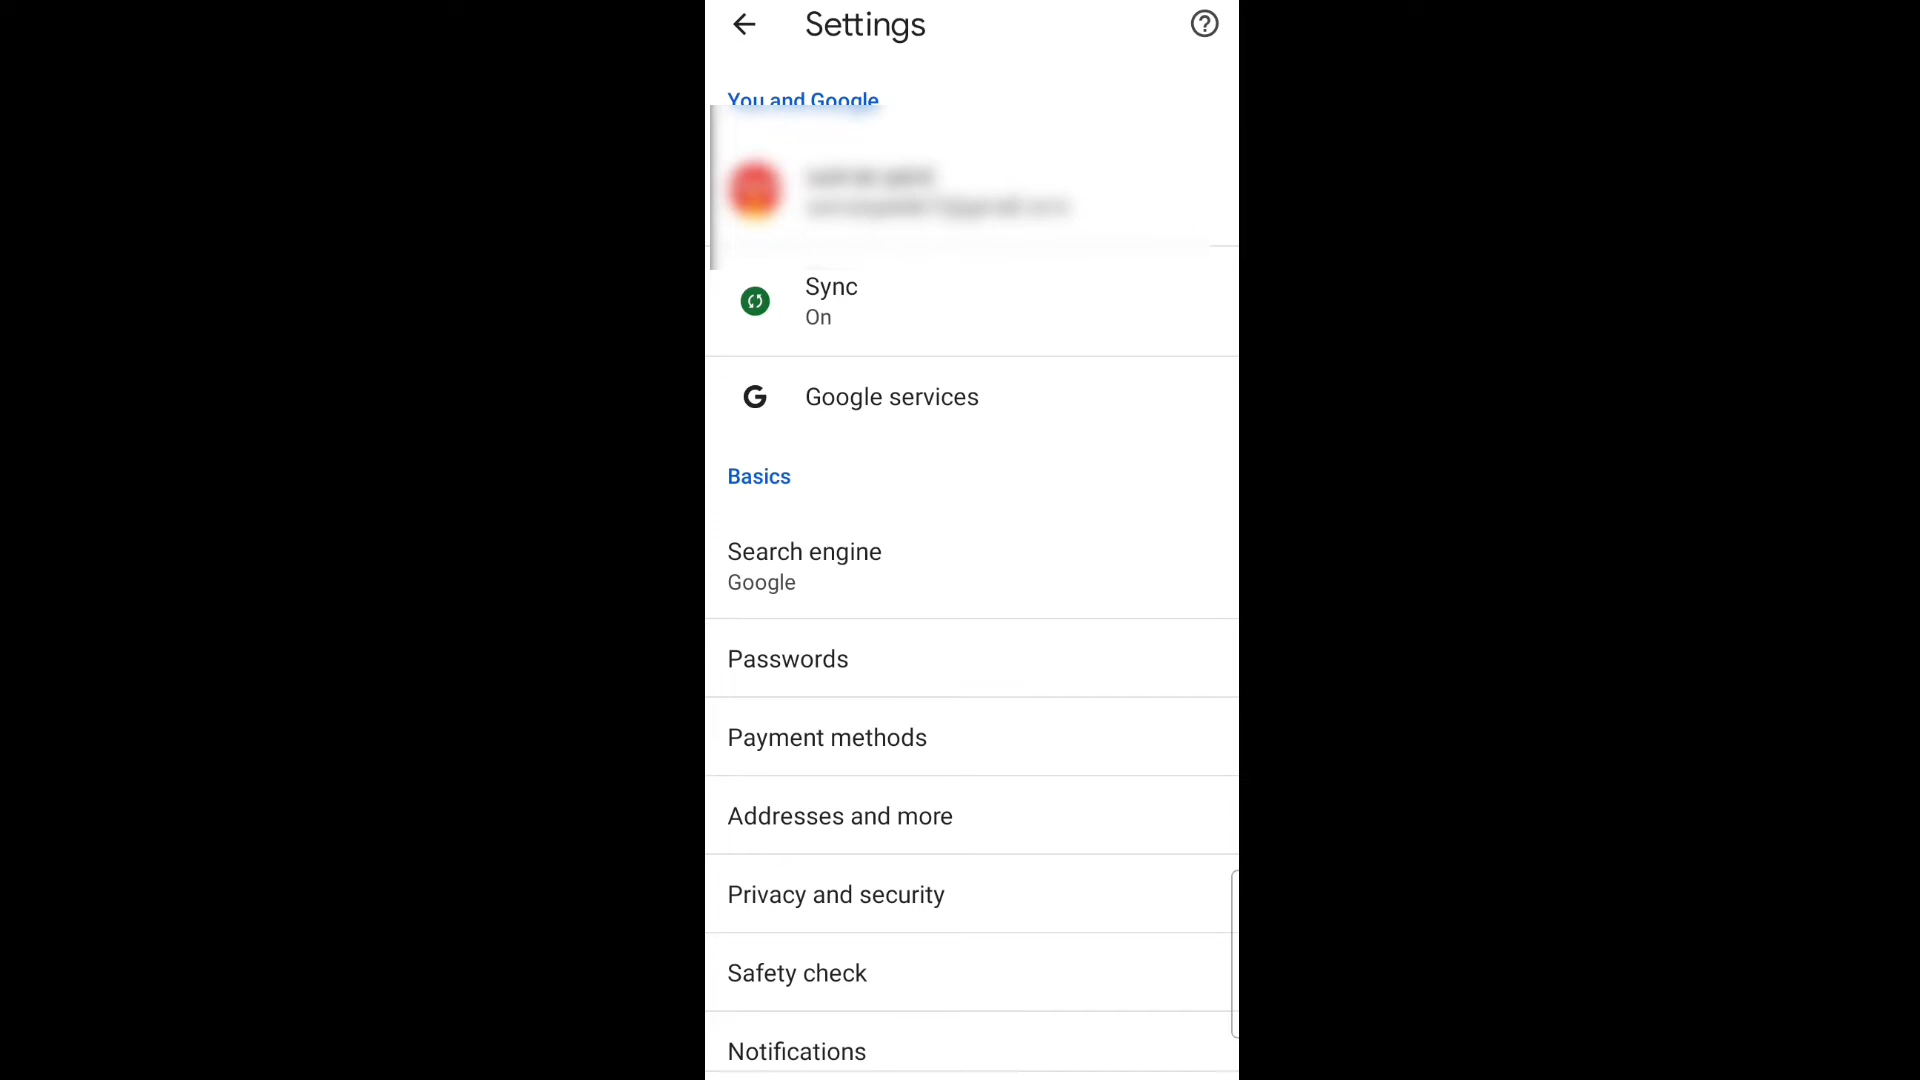 Settings
You and Google
Sync
On
Google services
Basics
Search engine
Google
Passwords
Payment methods
Addresses and more
Privacy and security
Safety check
Notifications